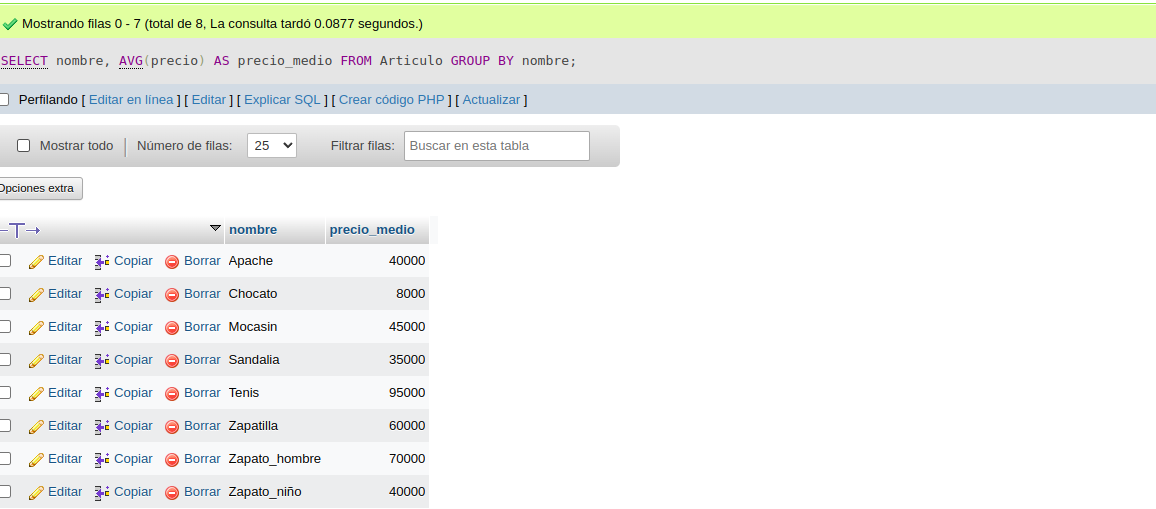 Mostrando filas 0 - 7 (total de 8, La consulta tardó 0.0877 segundos.)
SELECT nombre, AVG(precio) AS precio_medio FROM Articulo GROUP BY nombre;
Perfilando [ Editar en línea ] [ Editar ] [ Explicar SQL ] [ Crear código PHP ] [ Actualizar ]
Mostrar todo Número de filas: 25 Filtrar filas: Buscar en esta tabla
Opciones extra
nombre precio_medio
Editar Copiar Borrar Apache 40000
Editar Copiar Borrar Chocato 8000
Editar Copiar Borrar Mocasin 45000
Editar Copiar Borrar Sandalia 35000
Editar Copiar Borrar Tenis 95000
Editar Copiar Borrar Zapatilla 60000
Editar Copiar Borrar Zapato_hombre 70000
Editar Copiar Borrar Zapato_niño 40000